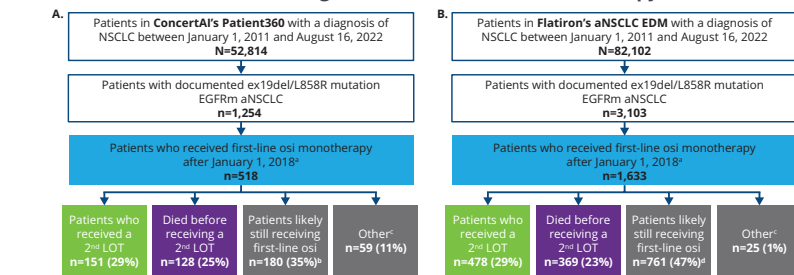 A.
Patients in ConcertAI's Patient360 with a diagnosis of
NSCLC between January 1, 2011 and August 16, 2022
N=52,814
Patients with documented ex19del/L858R mutation
EGFRm aNSCLC
n=1,254
Patients who received first-line osi monotherapy
after January 1, 2018ᵃ
n=518
Patients who
received a
2ⁿᵈ LOT
n=151 (29%)
Died before
receiving a
2ⁿᵈ LOT
n=128 (25%)
Patients likely
still receiving
first-line osi
n=180 (35%)ᵇ
Otherᶜ
n=59 (11%)
B.
Patients in Flatiron's aNSCLC EDM with a diagnosis of
NSCLC between January 1, 2011 and August 16, 2022
N=82,102
Patients with documented ex19del/L858R mutation
EGFRm aNSCLC
n=3,103
Patients who received first-line osi monotherapy
after January 1, 2018ᵃ
n=1,633
Patients who
received a
2ⁿᵈ LOT
n=478 (29%)
Died before
receiving a
2ⁿᵈ LOT
n=369 (23%)
Patients likely
still receiving
first-line osi
n=761 (47%)ᵈ
Otherᶜ
n=25 (1%)